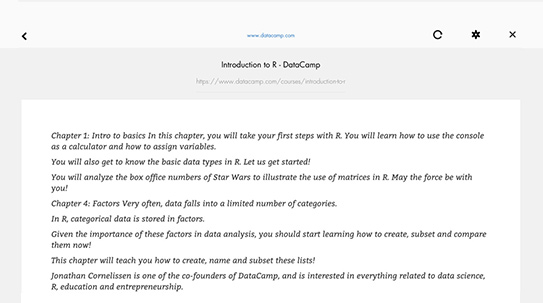 www.datacamp.com
Introduction to R - DataCamp
https://www.datacamp.com/courses/introduction-to-r
Chapter 1: Intro to basics In this chapter, you will take your first steps with R. You will learn how to use the console
as a calculator and how to assign variables.
You will also get to know the basic data types in R. Let us get started!
You will analyze the box office numbers of Star Wars to illustrate the use of matrices in R. May the force be with
you!
Chapter 4: Factors Very often, data falls into a limited number of categories.
In R, categorical data is stored in factors.
Given the importance of these factors in data analysis, you should start learning how to create, subset and compare
them now!
This chapter will teach you how to create, name and subset these lists!
Jonathan Cornelissen is one of the co-founders of DataCamp, and is interested in everything related to data science,
R, education and entrepreneurship.